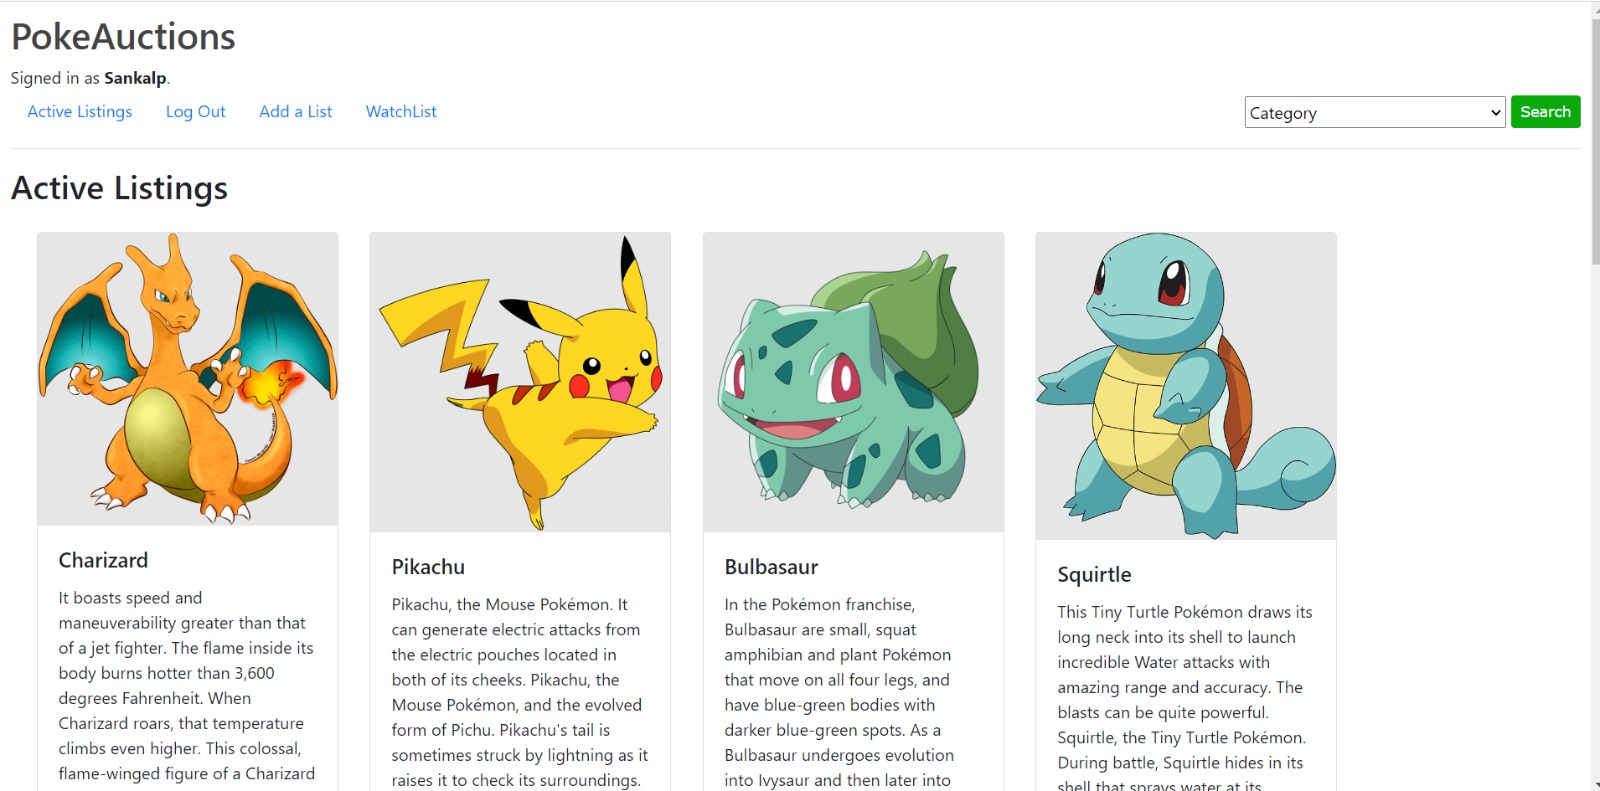 PokeAuctions
Signed in as Sankalp.
Active Listings Log Out Add a List WatchList Category Search
Active Listings
Charizard
It boasts speed and
maneuverability greater than that
of a jet fighter. The flame inside its
body burns hotter than 3,600
degrees Fahrenheit. When
Charizard roars, that temperature
climbs even higher. This colossal,
flame-winged figure of a Charizard
Pikachu
Pikachu, the Mouse Pokémon. It
can generate electric attacks from
the electric pouches located in
both of its cheeks. Pikachu, the
Mouse Pokémon, and the evolved
form of Pichu. Pikachu's tail is
sometimes struck by lightning as it
raises it to check its surroundings.
Bulbasaur
In the Pokémon franchise,
Bulbasaur are small, squat
amphibian and plant Pokémon
that move on all four legs, and
have blue-green bodies with
darker blue-green spots. As a
Bulbasaur undergoes evolution
into Ivysaur and then later into
Squirtle
This Tiny Turtle Pokémon draws its
long neck into its shell to launch
incredible Water attacks with
amazing range and accuracy. The
blasts can be quite powerful.
Squirtle, the Tiny Turtle Pokémon.
During battle, Squirtle hides in its
shell that sprays water at its